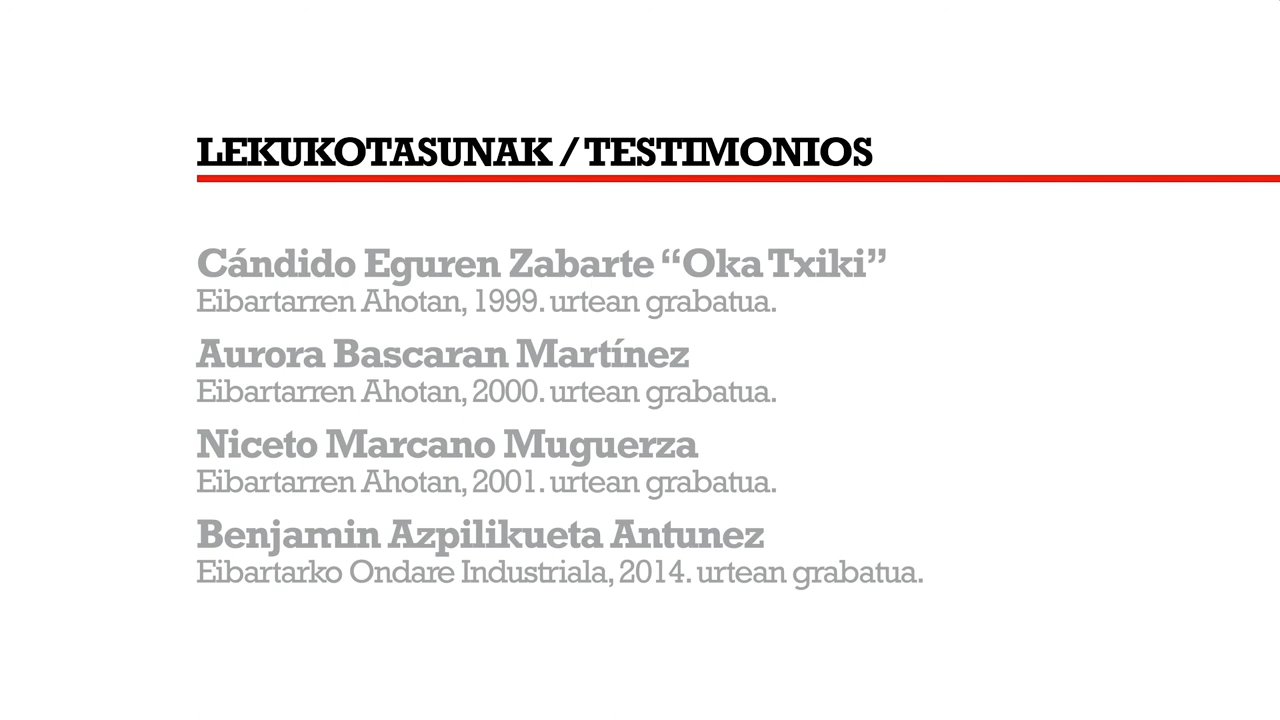 LEKUKOTASUNAK / TESTIMONIOS
Cándido Eguren Zabarte “Oka Txiki”
Eibartarren Ahotan, 1999. urtean grabatua.
Aurora Bascaran Martínez
Eibartarren Ahotan, 2000. urtean grabatua.
Niceto Marcano Muguerza
Eibartarren Ahotan, 2001. urtean grabatua.
Benjamin Azpilikueta Antunez
Eibartarko Ondare Industriala, 2014. urtean grabatua.